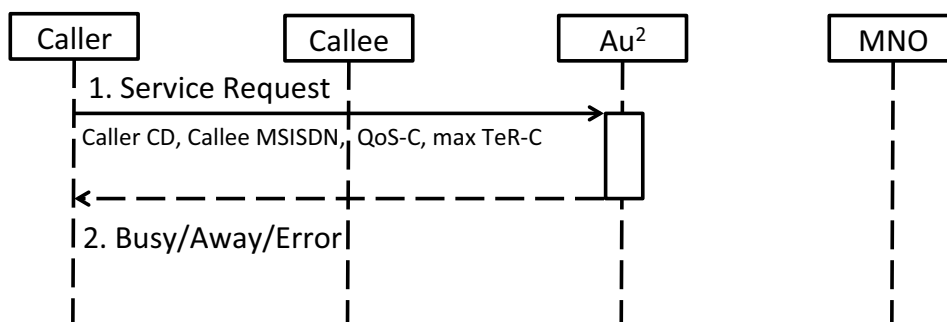 Caller
Callee
Au²
MNO
1. Service Request
Caller CD, Callee MSISDN, QoS-C, max TeR-C
2. Busy/Away/Error